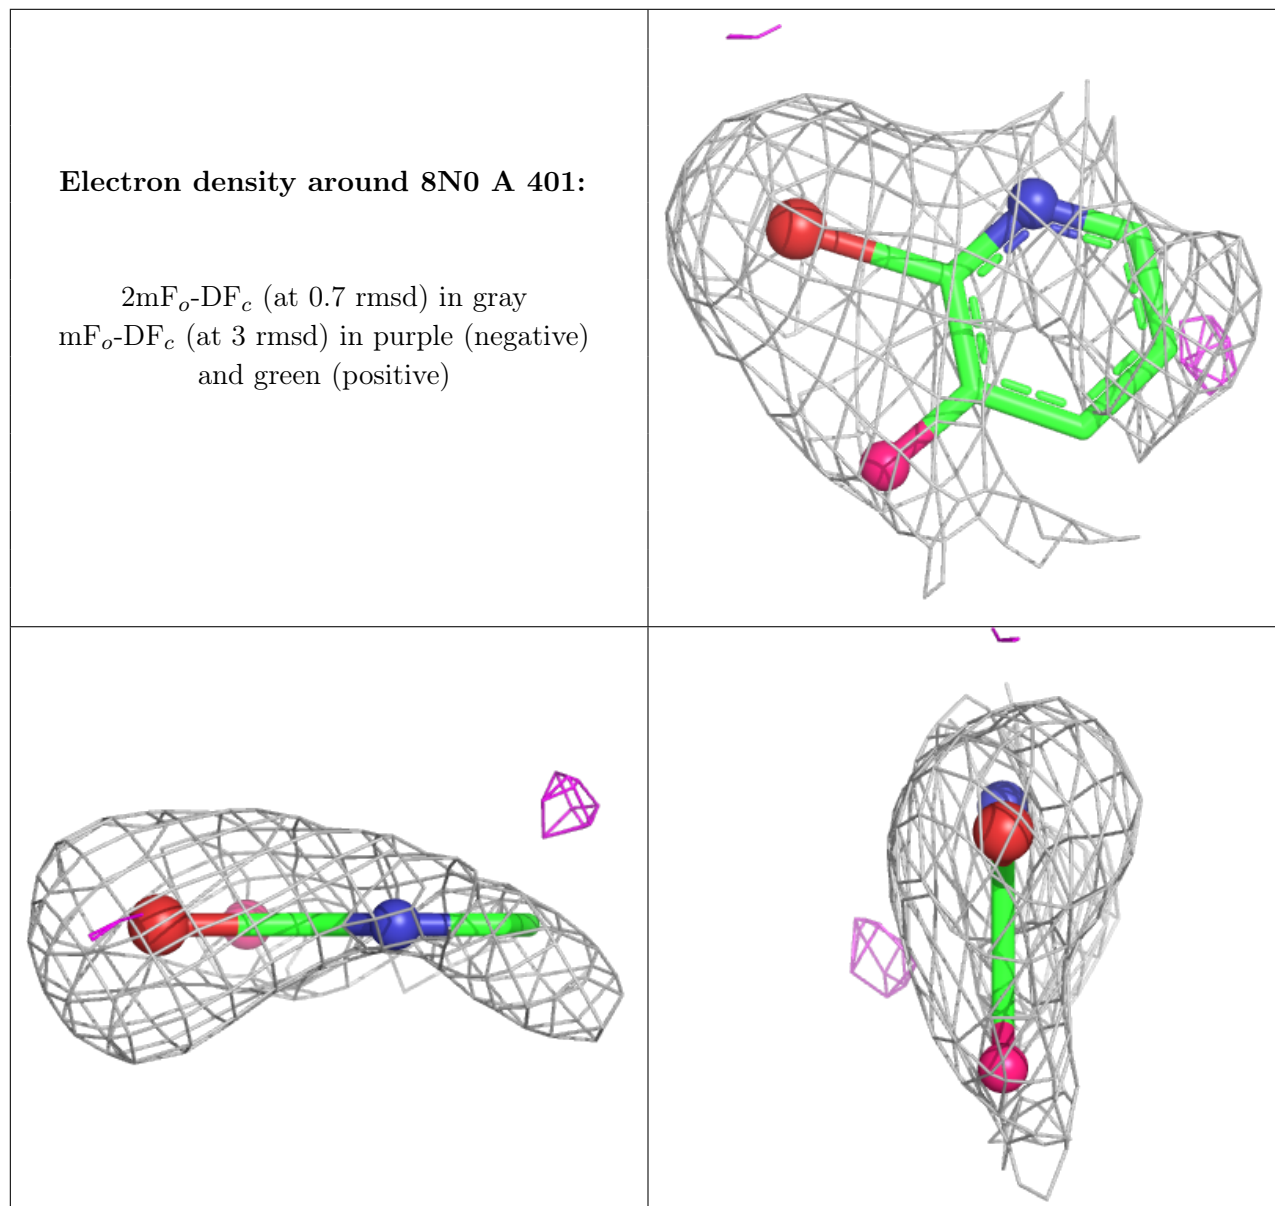 Electron density around 8N0 A 401:
2mFo-DFc (at 0.7 rmsd) in gray
mFo-DFc (at 3 rmsd) in purple (negative)
and green (positive)